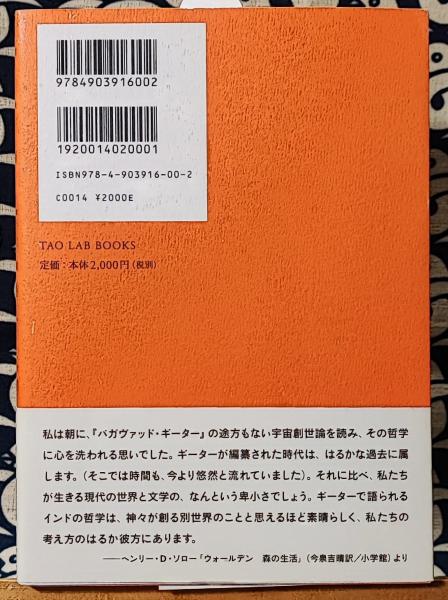 9784903916002
1920014020001
ISBN978-4-903916-00-2
C0014 ¥2000E
TAO LAB BOOKS
定価：本体2,000円（税別）
私は朝に、『バガヴァッド・ギーター』の途方もない宇宙創世論を読み、その哲学
に心を洗われる思いでした。ギーターが編纂された時代は、はるかな過去に属
します。（そこでは時間も、今より悠然と流れていました）。それに比べ、私たち
が生きる現代の世界と文学の、なんという卑小さでしょう。ギーターで語られる
インドの哲学は、神々が創る別世界のことと思えるほど素晴らしく、私たちの
考え方のはるか彼方にあります。
――ヘンリー・D・ソロー「ウォールデン　森の生活」（今泉吉晴訳／小学館）より